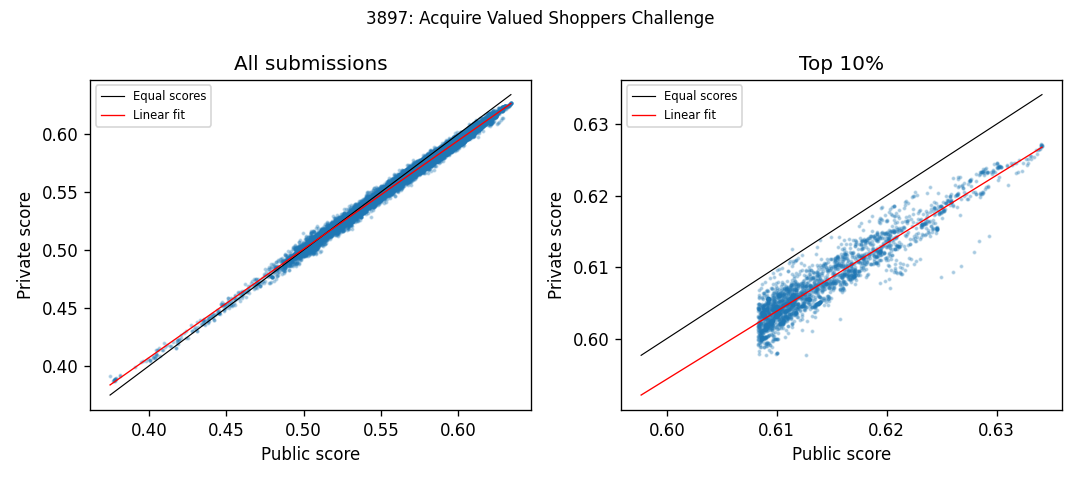 3897: Acquire Valued Shoppers Challenge
All submissions
Equal scores
Linear fit
Private score
0.60
0.55
0.50
0.45
0.40
0.40 0.45 0.50 0.55 0.60
Public score
Top 10%
Equal scores
Linear fit
Private score
0.63
0.62
0.61
0.60
0.60 0.61 0.62 0.63
Public score